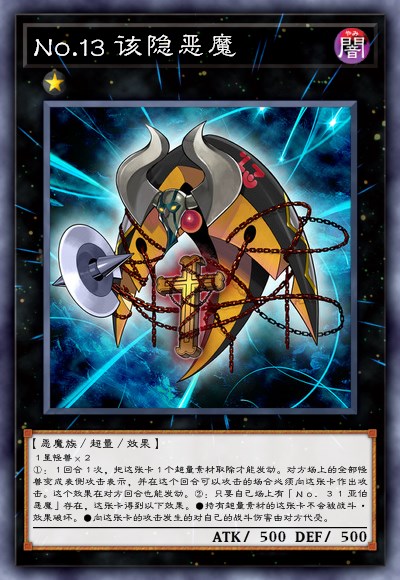 No.13 该隐恶魔
やみ
闇
13
【恶魔族/超量/效果】
1星怪兽×2
①:1回合1次,把这张卡1个超量素材取除才能发动。对方场上的全部怪
兽变成表侧攻击表示,并在这个回合可以攻击的场合必须向这张卡作出攻
击。这个效果在对方回合也能发动。②:只要自己场上有「No.31 亚伯
恶魔」存在,这张卡得到以下效果。●持有超量素材的这张卡不会被战斗·
效果破坏。●向这张卡的攻击发生的对自己的战斗伤害由对方代受。
ATK/ 500 DEF/ 500